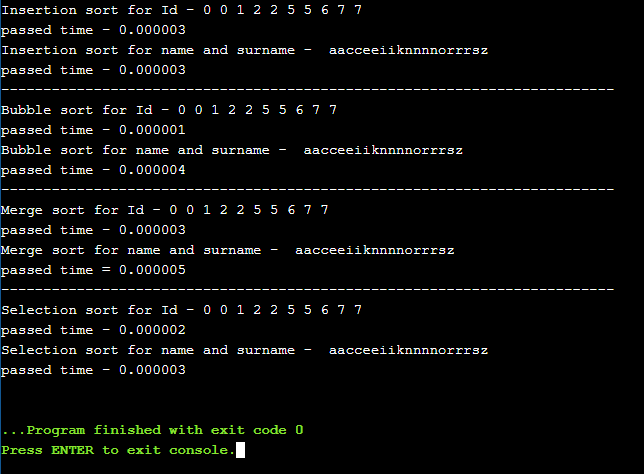 Insertion sort for Id - 0 0 1 2 2 5 5 6 7 7
passed time - 0.000003
Insertion sort for name and surname -  aacceeiiknnnnorrrsz
passed time - 0.000003
-------------------------------------------------------------------------
Bubble sort for Id - 0 0 1 2 2 5 5 6 7 7
passed time - 0.000001
Bubble sort for name and surname -  aacceeiiknnnnorrrsz
passed time - 0.000004
-------------------------------------------------------------------------
Merge sort for Id - 0 0 1 2 2 5 5 6 7 7
passed time - 0.000003
Merge sort for name and surname -  aacceeiiknnnnorrrsz
passed time = 0.000005
-------------------------------------------------------------------------
Selection sort for Id - 0 0 1 2 2 5 5 6 7 7
passed time - 0.000002
Selection sort for name and surname -  aacceeiiknnnnorrrsz
passed time - 0.000003
...Program finished with exit code 0
Press ENTER to exit console.